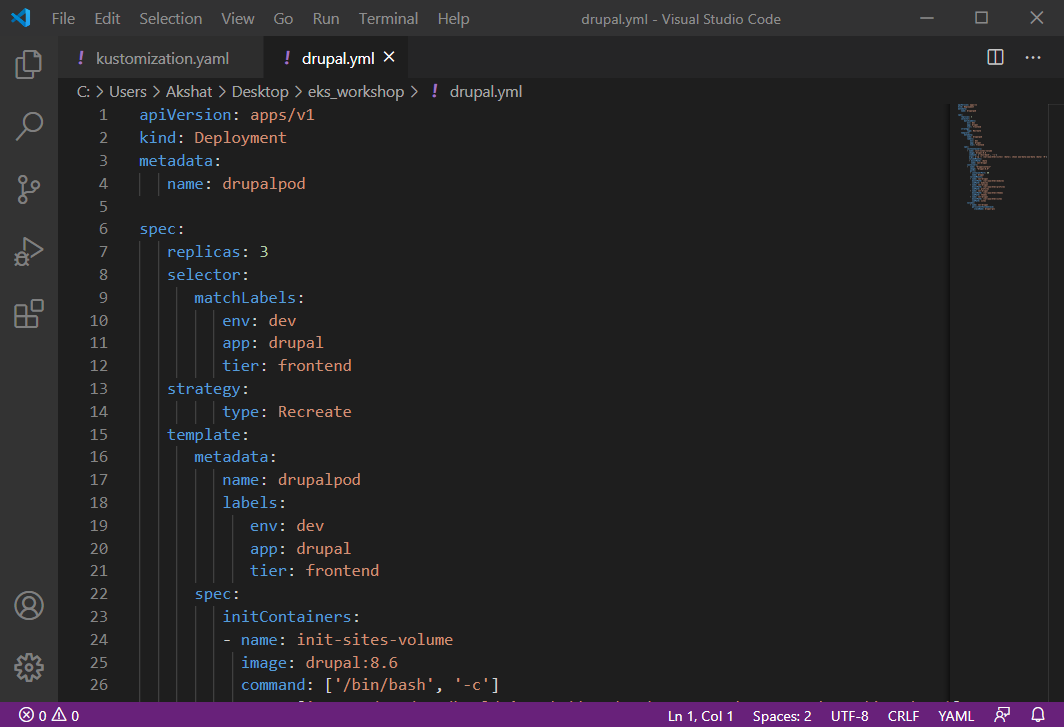 File Edit Selection View Go Run Terminal Help drupal.yml - Visual Studio Code
! kustomization.yaml ! drupal.yml
C: > Users > Akshat > Desktop > eks_workshop > ! drupal.yml
1 apiVersion: apps/v1
2 kind: Deployment
3 metadata:
4 name: drupalpod
5
6 spec:
7 replicas: 3
8 selector:
9 matchLabels:
10 env: dev
11 app: drupal
12 tier: frontend
13 strategy:
14 type: Recreate
15 template:
16 metadata:
17 name: drupalpod
18 labels:
19 env: dev
20 app: drupal
21 tier: frontend
22 spec:
23 initContainers:
24 - name: init-sites-volume
25 image: drupal:8.6
26 command: ['/bin/bash', '-c']
0 0 Ln 1, Col 1 Spaces: 2 UTF-8 CRLF YAML